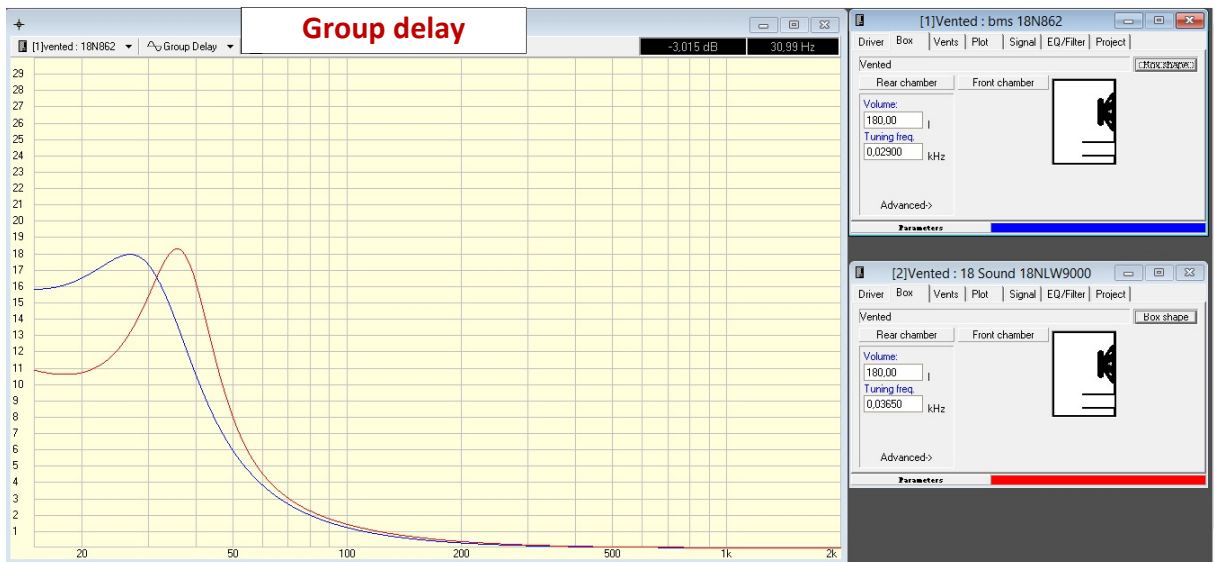 Group delay
[1]vented : 18N862 Group Delay -3,015 dB 30,99 Hz
29
28
27
26
25
24
23
22
21
20
19
18
17
16
15
14
13
12
11
10
9
8
7
6
5
4
3
2
1
20 50 100 200 500 1k 2k
[1]Vented : bms 18N862
Driver Box Vents Plot Signal EQ/Filter Project
Vented Box shape
Rear chamber Front chamber
Volume:
180,00 l
Tuning freq.
0,02900 kHz
Advanced->
Parameters
[2]Vented : 18 Sound 18NLW9000
Driver Box Vents Plot Signal EQ/Filter Project
Vented Box shape
Rear chamber Front chamber
Volume:
180,00 l
Tuning freq.
0,03650 kHz
Advanced->
Parameters